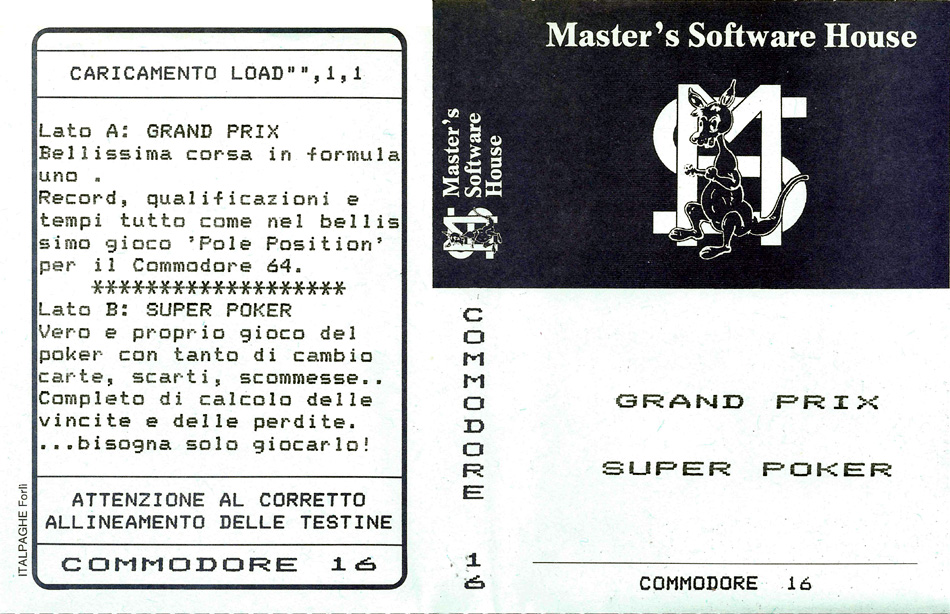 CARICAMENTO LOAD"",1,1
Lato A: GRAND PRIX
Bellissima corsa in formula
uno .
Record, qualificazioni e
tempi tutto come nel bellis
simo gioco 'Pole Position'
per il Commodore 64.
*******************
Lato B: SUPER POKER
Vero e proprio gioco del
poker con tanto di cambio
carte, scarti, scommesse..
Completo di calcolo delle
vincite e delle perdite.
...bisogna solo giocarlo!
ATTENZIONE AL CORRETTO
ALLINEAMENTO DELLE TESTINE
COMMODORE 16
ITALPAGHE Forlì
Master's
Software
House
MS
COMMODORE 16
Master's Software House
MS
GRAND PRIX
SUPER POKER
COMMODORE 16